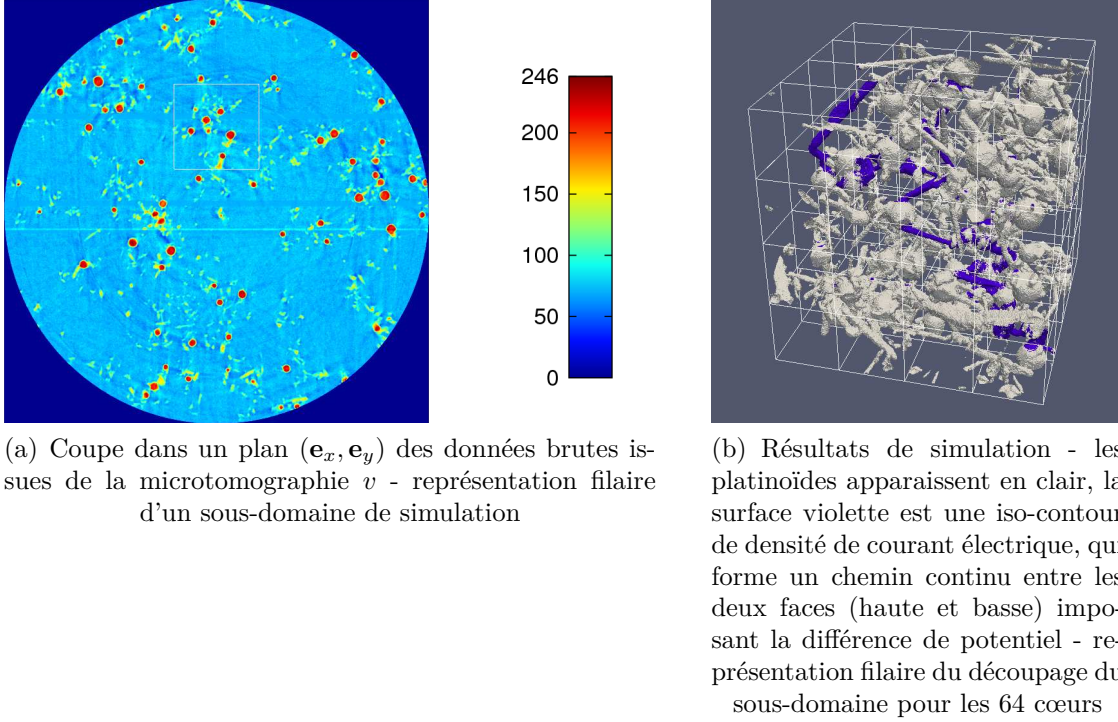 246
200
150
100
50
0
(a) Coupe dans un plan (𝐞ₓ, 𝐞ᵧ) des données brutes is-
sues de la microtomographie v - représentation filaire
d'un sous-domaine de simulation
(b) Résultats de simulation - les
platinoïdes apparaissent en clair, la
surface violette est une iso-contour
de densité de courant électrique, qui
forme un chemin continu entre les
deux faces (haute et basse) impo-
sant la différence de potentiel - re-
présentation filaire du découpage du
sous-domaine pour les 64 cœurs